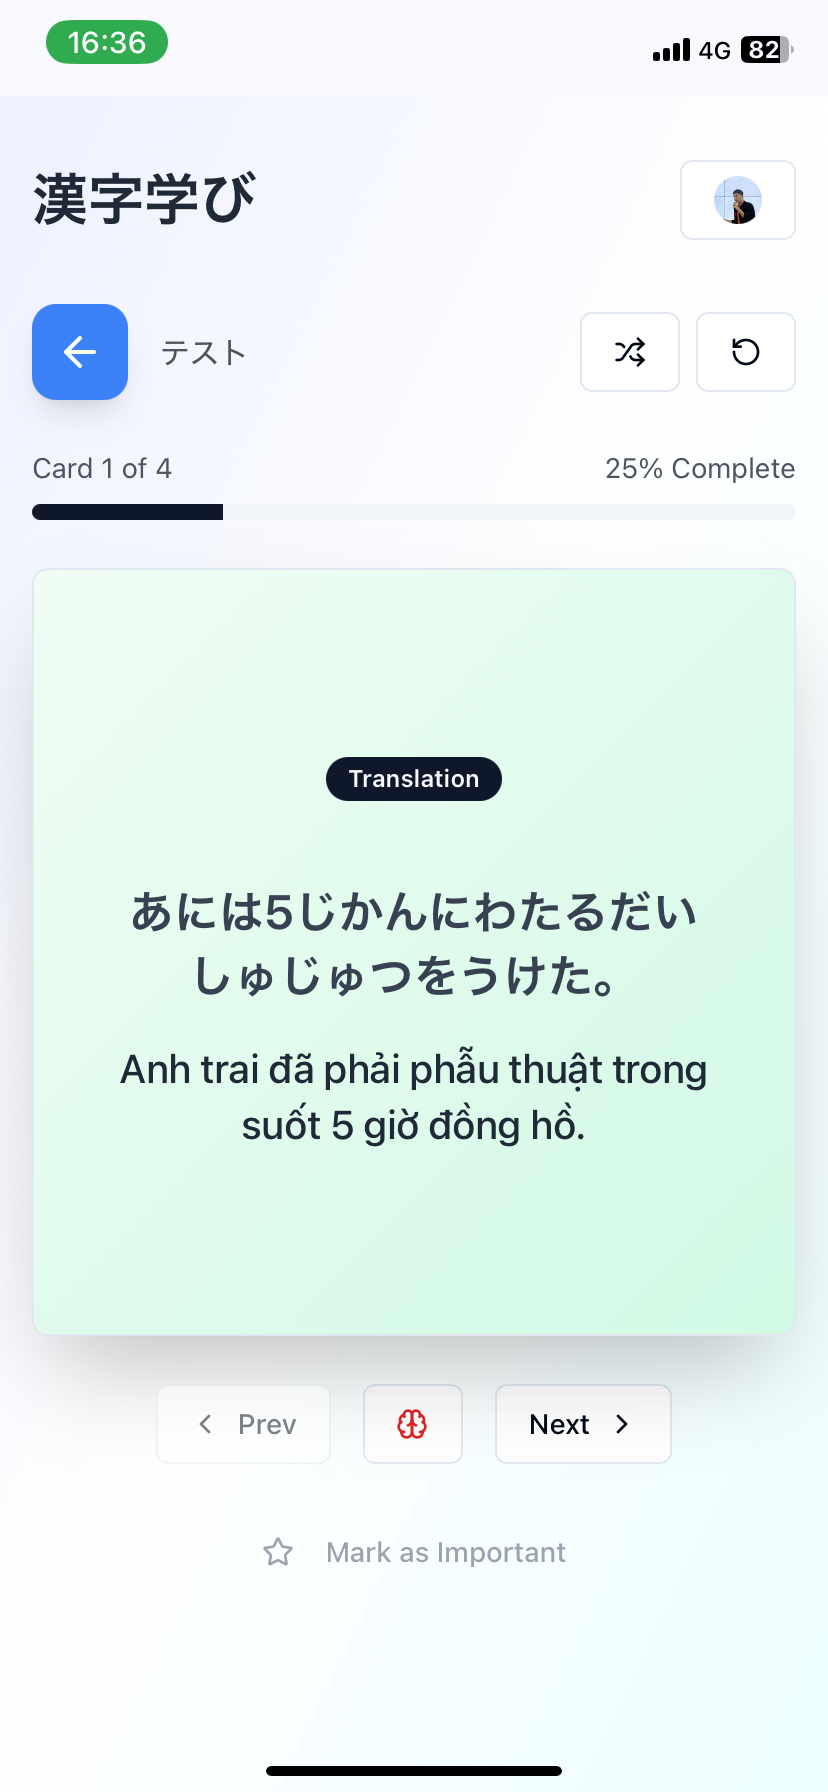 16:36
4G 82
漢字学び
テスト
Card 1 of 4
25% Complete
Translation
あには5じかんにわたるだい
しゅじゅつをうけた。
Anh trai đã phải phẫu thuật trong
suốt 5 giờ đồng hồ.
Prev
Next
Mark as Important